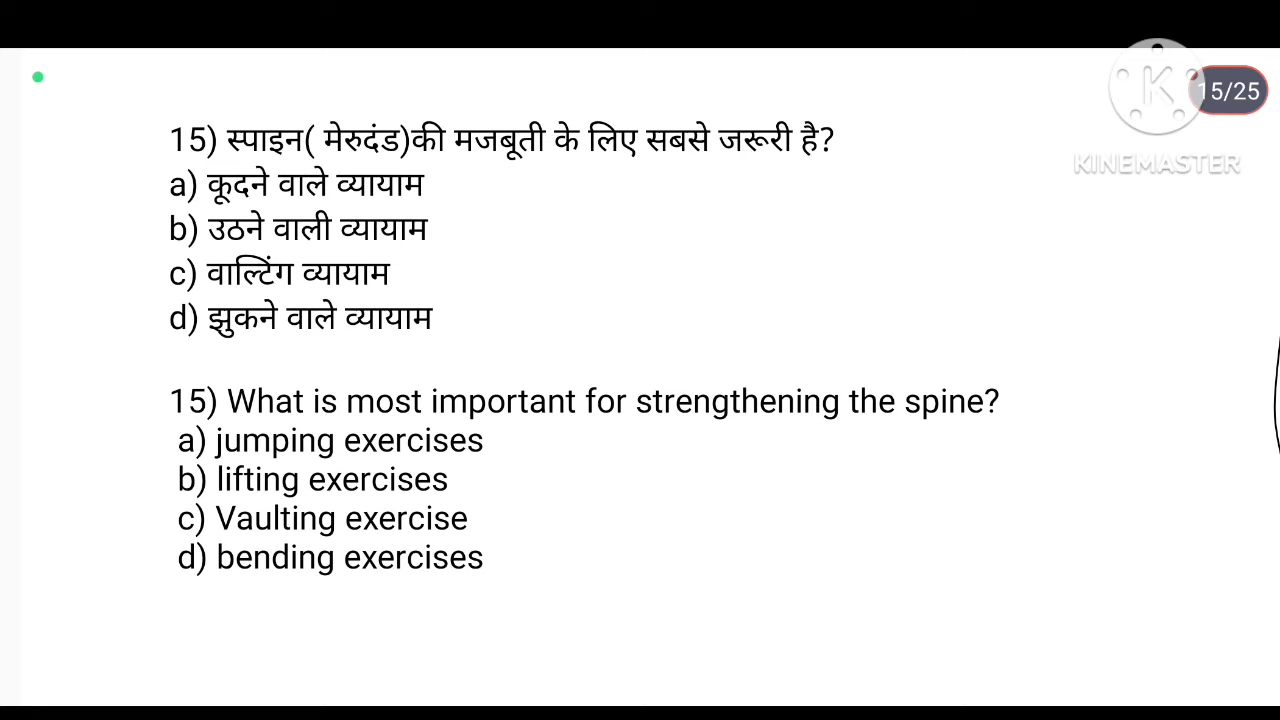 15/25
KINEMASTER
15) स्पाइन( मेरुदंड)की मजबूती के लिए सबसे जरूरी है?
a) कूदने वाले व्यायाम
b) उठने वाली व्यायाम
c) वाल्टिंग व्यायाम
d) झुकने वाले व्यायाम
15) What is most important for strengthening the spine?
a) jumping exercises
b) lifting exercises
c) Vaulting exercise
d) bending exercises